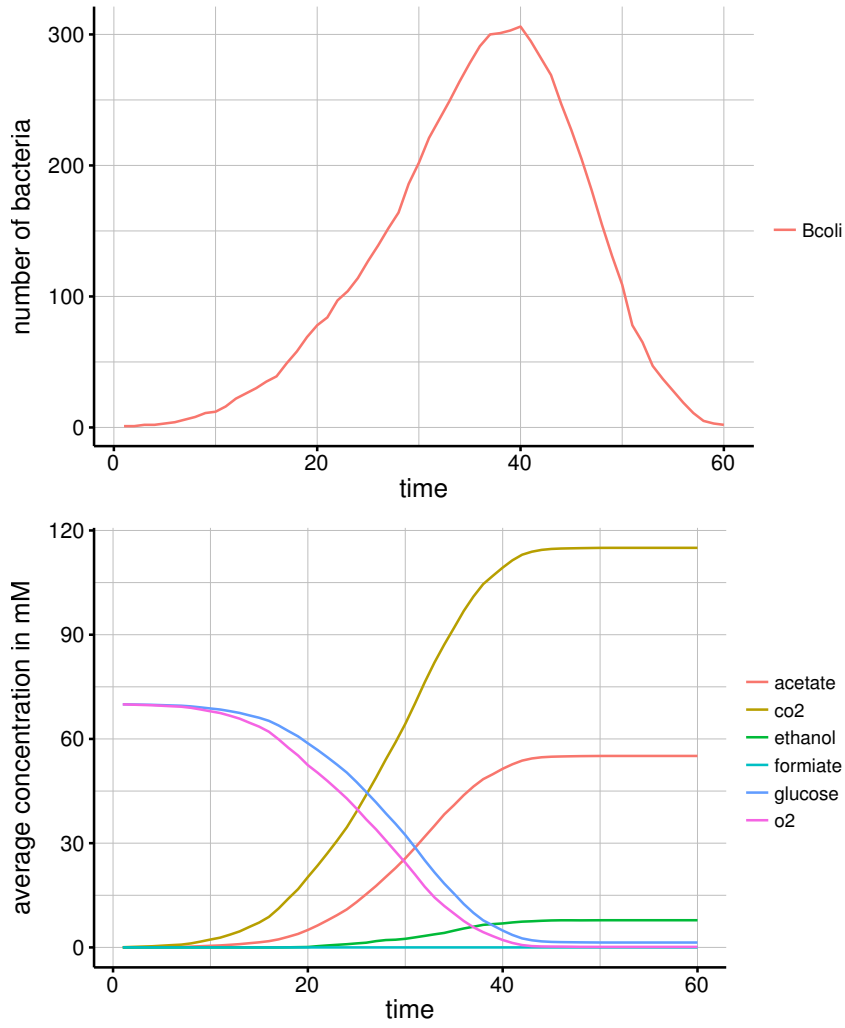 number of bacteria
300
200
100
0
0
20
40
60
time
Bcoli
average concentration in mM
120
90
60
30
0
0
20
40
60
time
acetate
co2
ethanol
formiate
glucose
o2